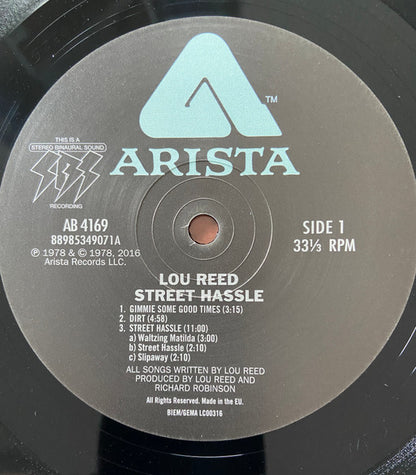 ™
ARISTA
THIS IS A
STEREO BINAURAL SOUND
RECORDING
AB 4169
88985349071A
℗ 1978 & © 1978, 2016
Arista Records LLC.
SIDE 1
33⅓ RPM
LOU REED
STREET HASSLE
1. GIMMIE SOME GOOD TIMES (3:15)
2. DIRT (4:58)
3. STREET HASSLE (11:00)
a) Waltzing Matilda (3:00)
b) Street Hassle (2:10)
c) Slipaway (2:10)
ALL SONGS WRITTEN BY LOU REED
PRODUCED BY LOU REED AND
RICHARD ROBINSON
All Rights Reserved. Made in the EU.
BIEM/GEMA LC00316